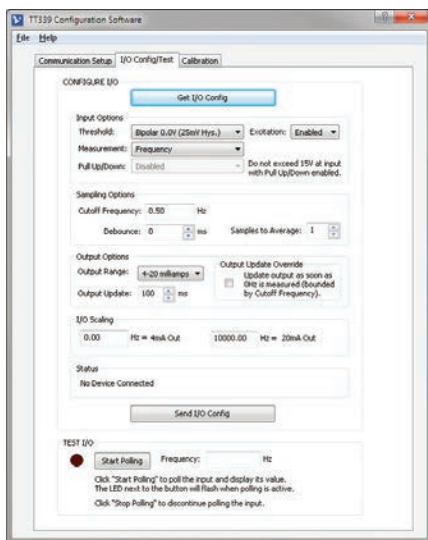 TT339 Configuration Software
File Help
Communication Setup I/O Config/Test Calibration
CONFIGURE I/O
Get I/O Config
Input Options
Threshold: Bipolar 0.0V (25mV Hys.) Excitation: Enabled
Measurement: Frequency
Pull Up/Down: Disabled Do not exceed 15V at input
with Pull Up/Down enabled.
Sampling Options
Cutoff Frequency: 0.50 Hz
Debounce: 0 ms Samples to Average: 1
Output Options
Output Range: 4-20 milliamps
Output Update: 100 ms
Output Update Override
Update output as soon as
0Hz is measured (bounded
by Cutoff Frequency).
I/O Scaling
0.00 Hz = 4mA Out 10000.00 Hz = 20mA Out
Status
No Device Connected
Send I/O Config
TEST I/O
Start Polling Frequency: Hz
Click "Start Polling" to poll the input and display its value.
The LED next to the button will flash when polling is active.
Click "Stop Polling" to discontinue polling the input.